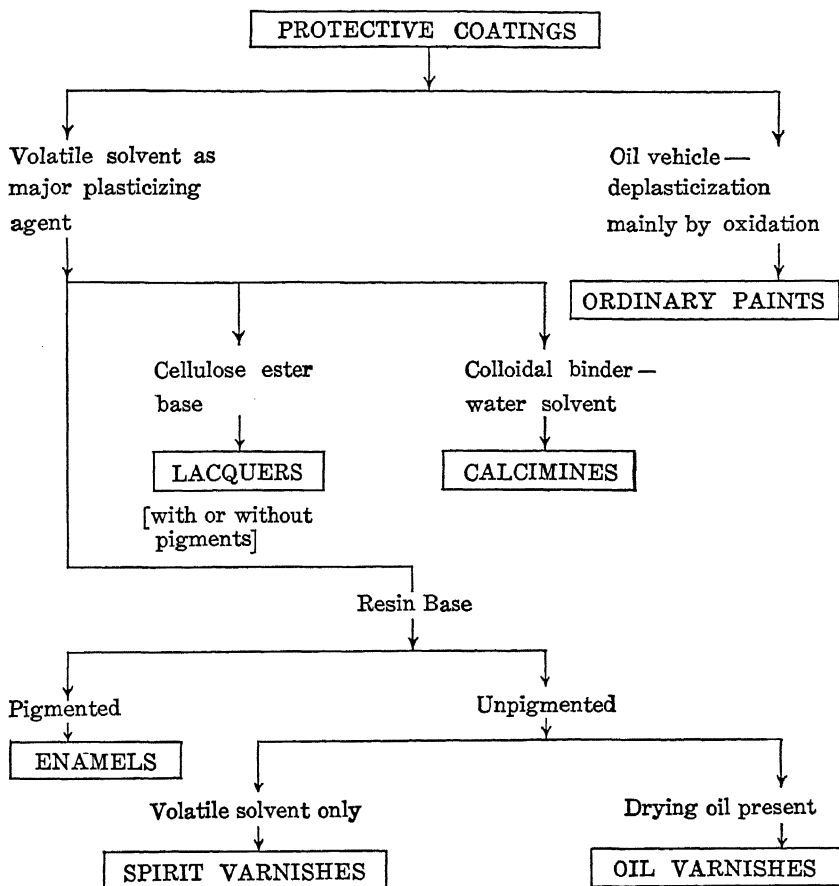 PROTECTIVE COATINGS
Volatile solvent as
major plasticizing
agent
Oil vehicle—
deplasticization
mainly by oxidation
ORDINARY PAINTS
Cellulose ester
base
LACQUERS
[with or without
pigments]
Colloidal binder—
water solvent
CALCIMINES
Resin Base
Pigmented
ENAMELS
Unpigmented
Volatile solvent only
SPIRIT VARNISHES
Drying oil present
OIL VARNISHES